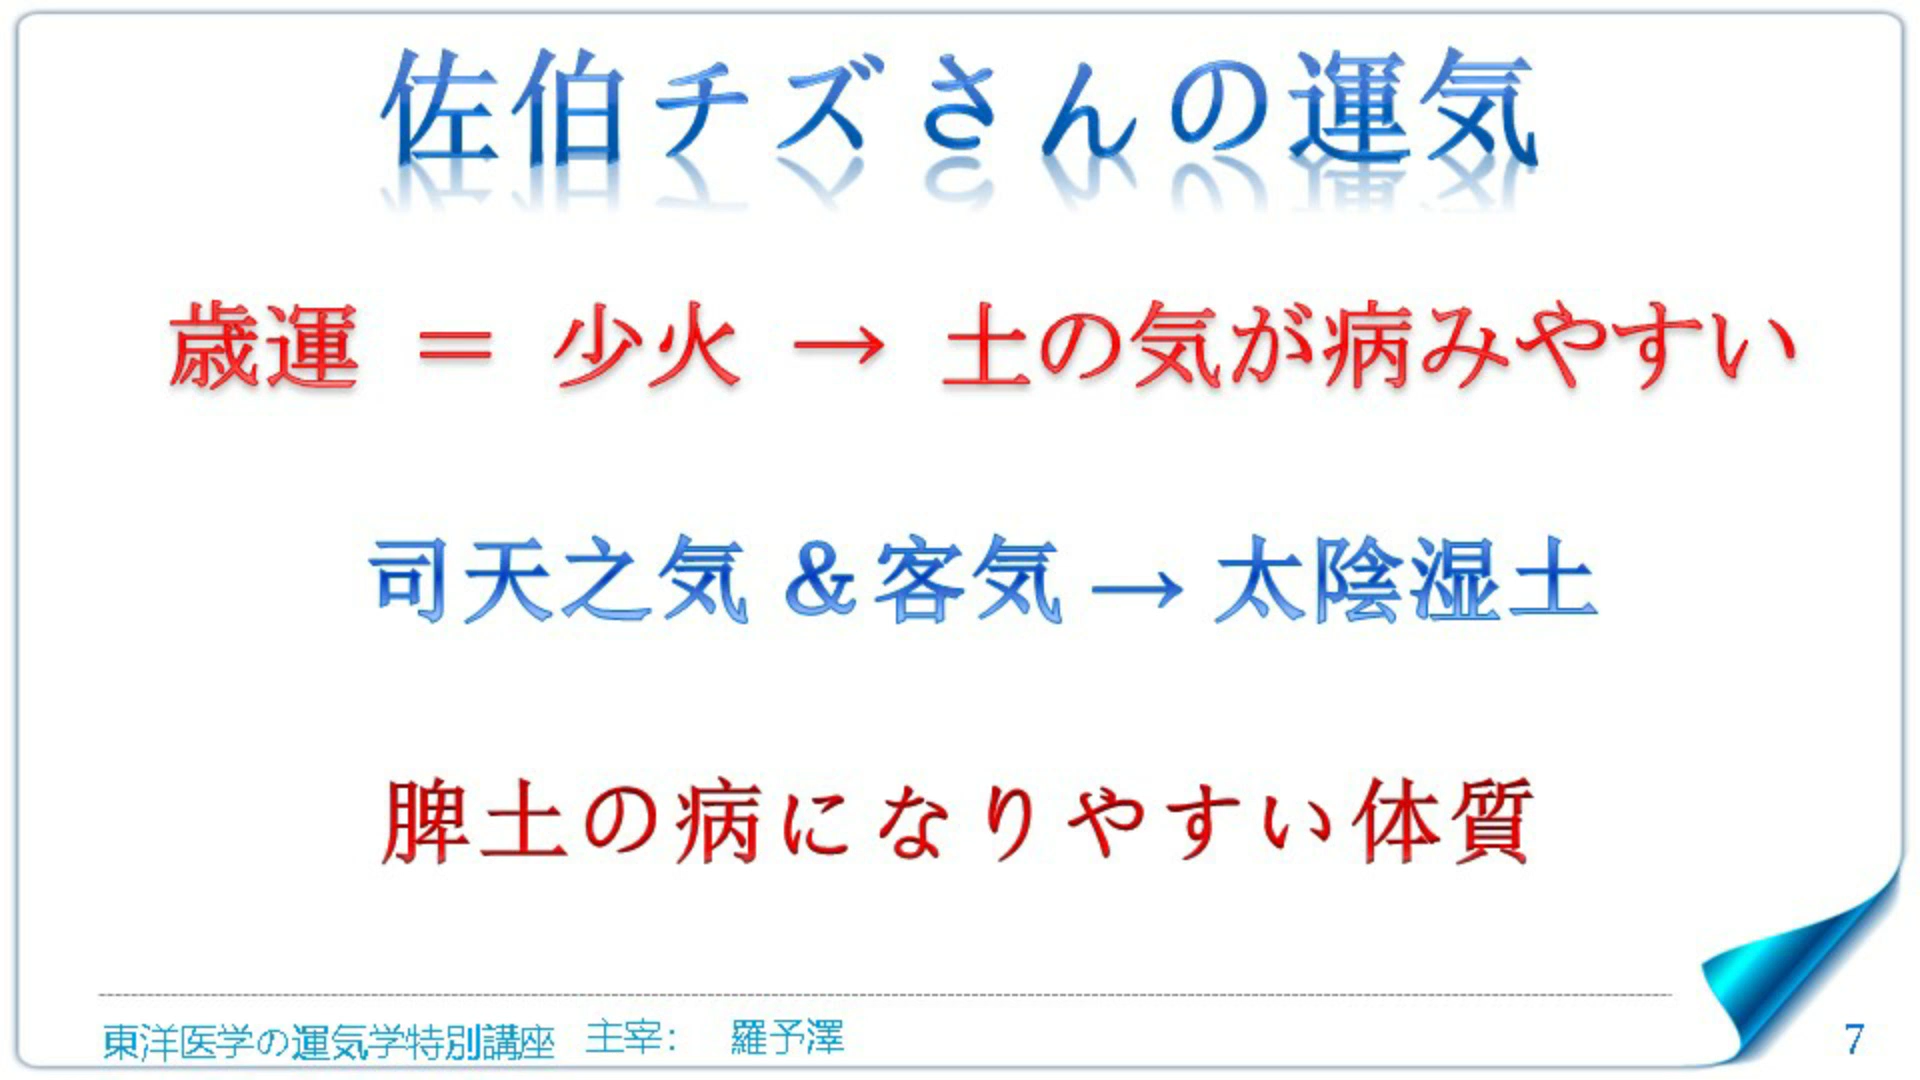 佐伯チズさんの運気
歳運 ＝ 少火 → 土の気が病みやすい
司天之気 ＆客気 → 太陰湿土
脾土の病になりやすい体質
東洋医学の運気学特別講座 主宰： 羅予澤
7